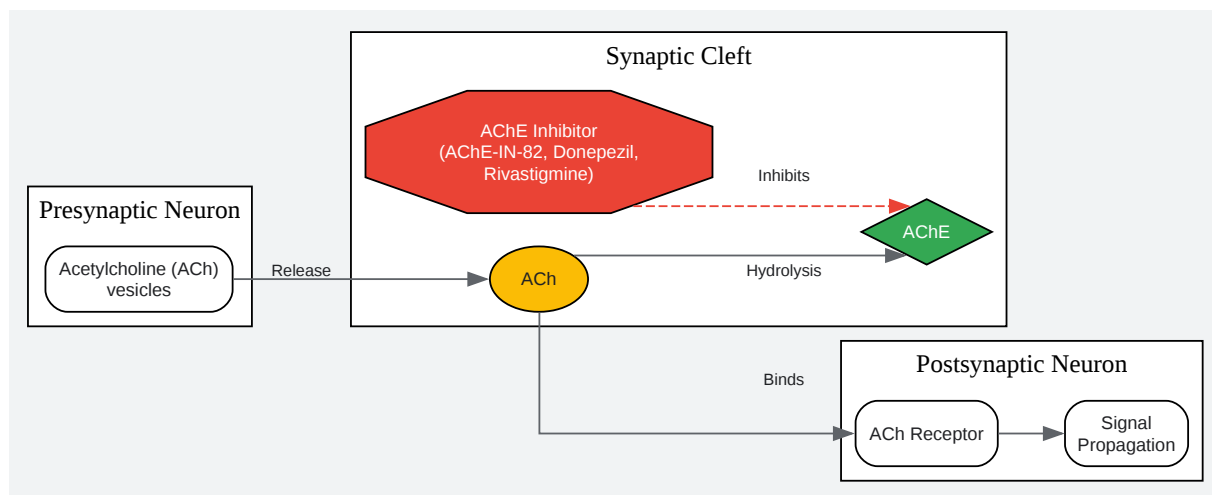 Synaptic Cleft
AChE Inhibitor
(AChE-IN-82, Donepezil,
Rivastigmine)
Inhibits
AChE
Presynaptic Neuron
Acetylcholine (ACh)
vesicles
Release
ACh
Hydrolysis
Binds
Postsynaptic Neuron
ACh Receptor
Signal
Propagation